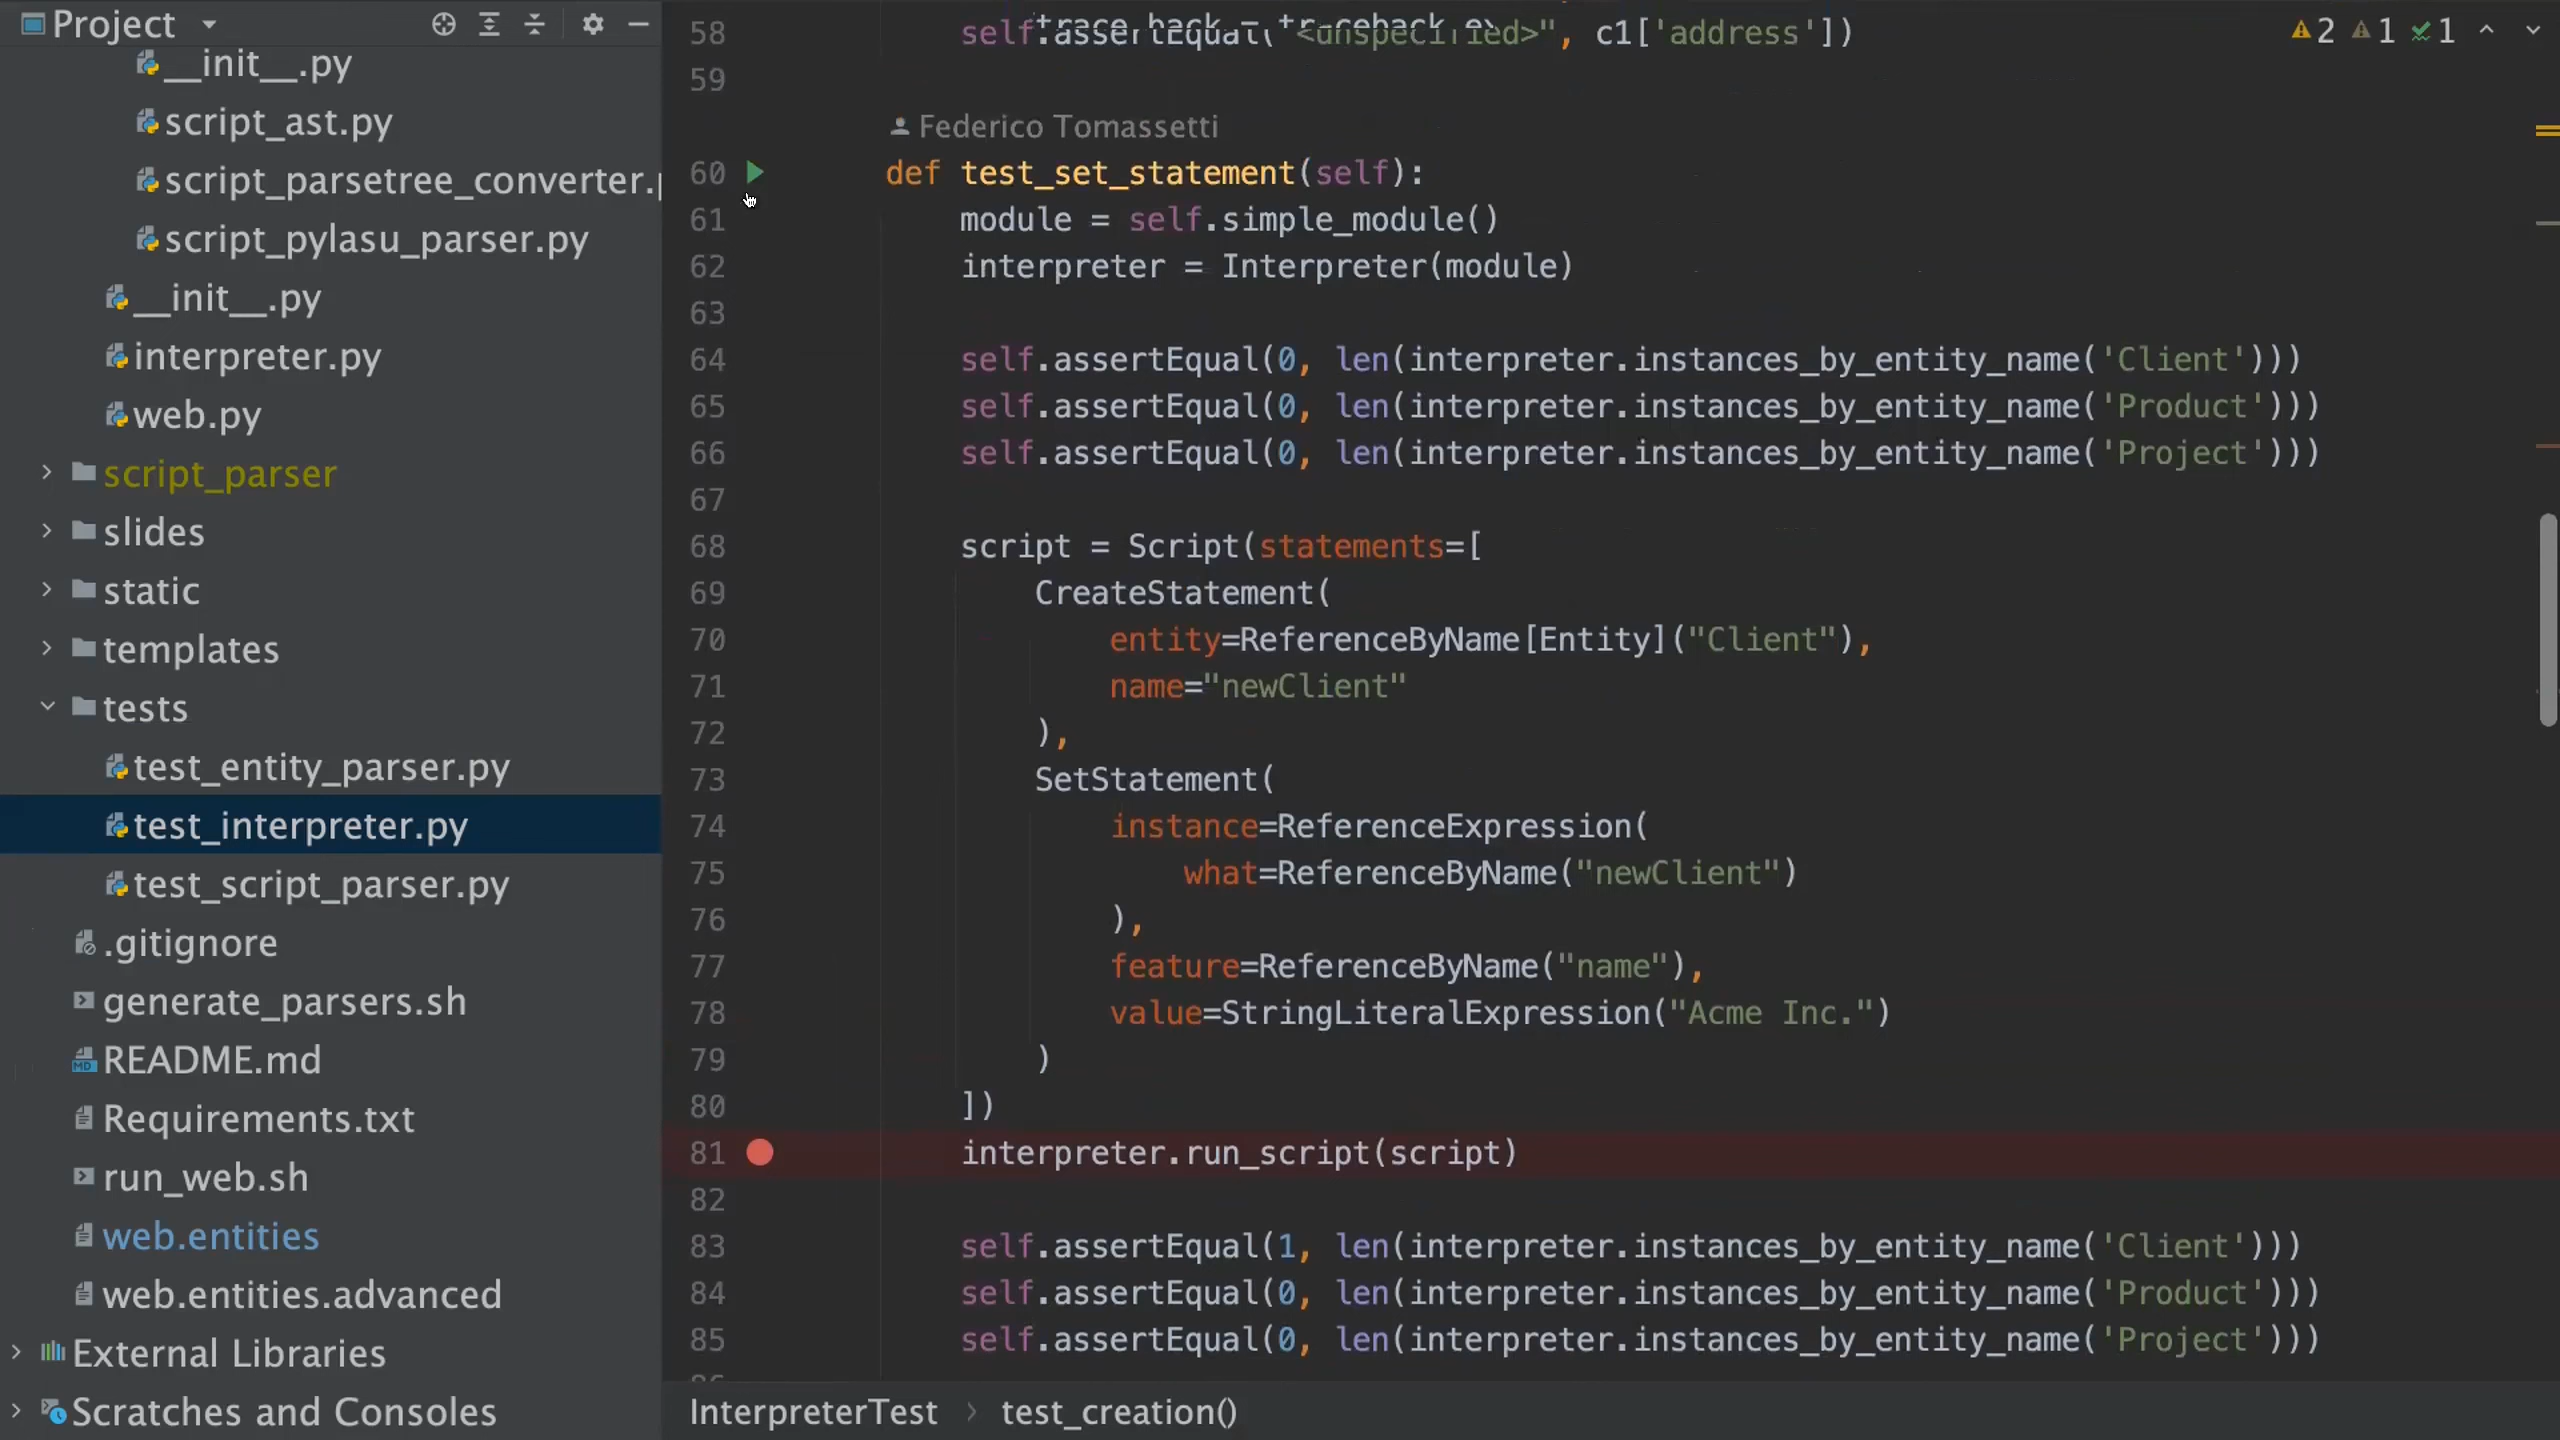 Project
__init__.py
script_ast.py
script_parsetree_converter.
script_pylasu_parser.py
__init__.py
interpreter.py
web.py
script_parser
slides
static
templates
tests
test_entity_parser.py
test_interpreter.py
test_script_parser.py
.gitignore
generate_parsers.sh
README.md
Requirements.txt
run_web.sh
web.entities
web.entities.advanced
External Libraries
Scratches and Consoles
58 self.assertEqual("<unspecified>", c1['address'])
2 1 1
59
Federico Tomassetti
60 def test_set_statement(self):
61 module = self.simple_module()
62 interpreter = Interpreter(module)
63
64 self.assertEqual(0, len(interpreter.instances_by_entity_name('Client')))
65 self.assertEqual(0, len(interpreter.instances_by_entity_name('Product')))
66 self.assertEqual(0, len(interpreter.instances_by_entity_name('Project')))
67
68 script = Script(statements=[
69 CreateStatement(
70 entity=ReferenceByName[Entity]("Client"),
71 name="newClient"
72 ),
73 SetStatement(
74 instance=ReferenceExpression(
75 what=ReferenceByName("newClient")
76 ),
77 feature=ReferenceByName("name"),
78 value=StringLiteralExpression("Acme Inc.")
79 )
80 ])
81 interpreter.run_script(script)
82
83 self.assertEqual(1, len(interpreter.instances_by_entity_name('Client')))
84 self.assertEqual(0, len(interpreter.instances_by_entity_name('Product')))
85 self.assertEqual(0, len(interpreter.instances_by_entity_name('Project')))
InterpreterTest > test_creation()